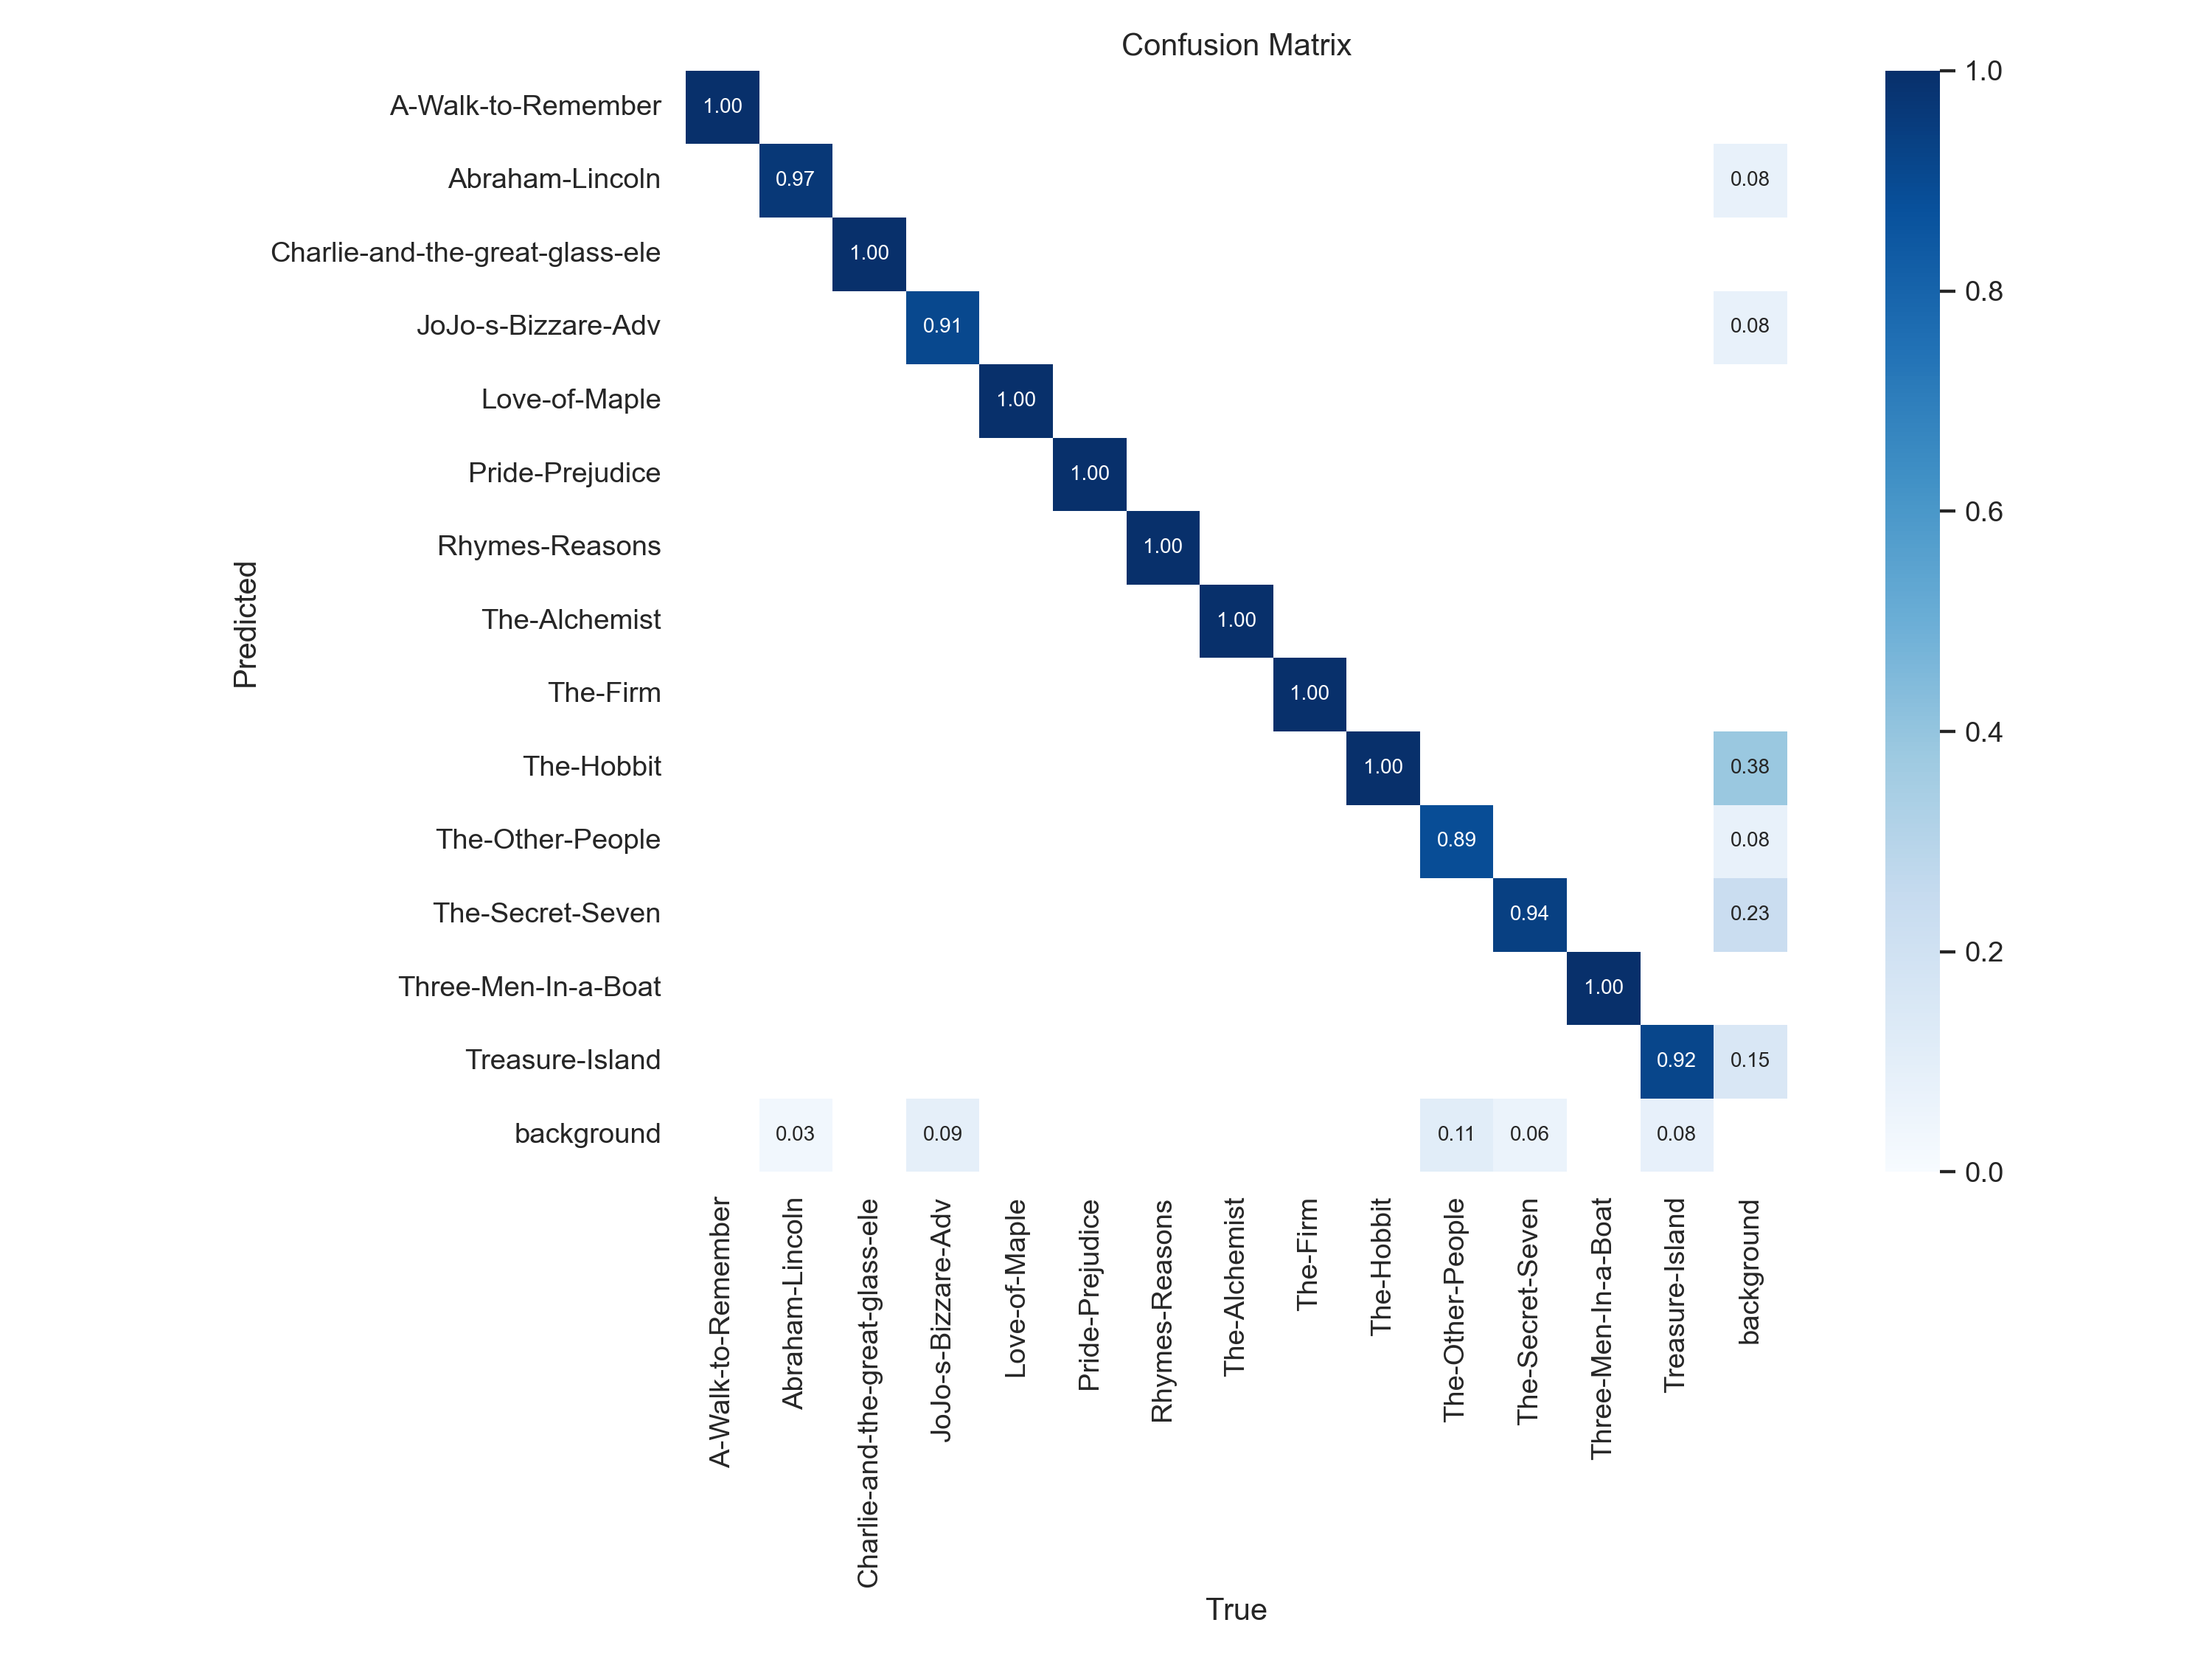 Confusion Matrix
A-Walk-to-Remember 1.00
Abraham-Lincoln 0.97 0.08
Charlie-and-the-great-glass-ele 1.00
JoJo-s-Bizzare-Adv 0.91 0.08
Love-of-Maple 1.00
Pride-Prejudice 1.00
Rhymes-Reasons 1.00
The-Alchemist 1.00
The-Firm 1.00
The-Hobbit 1.00 0.38
The-Other-People 0.89 0.08
The-Secret-Seven 0.94 0.23
Three-Men-In-a-Boat 1.00
Treasure-Island 0.92 0.15
background 0.03 0.09 0.11 0.06 0.08
Predicted
A-Walk-to-Remember
Abraham-Lincoln
Charlie-and-the-great-glass-ele
JoJo-s-Bizzare-Adv
Love-of-Maple
Pride-Prejudice
Rhymes-Reasons
The-Alchemist
The-Firm
The-Hobbit
The-Other-People
The-Secret-Seven
Three-Men-In-a-Boat
Treasure-Island
background
True
1.0
0.8
0.6
0.4
0.2
0.0